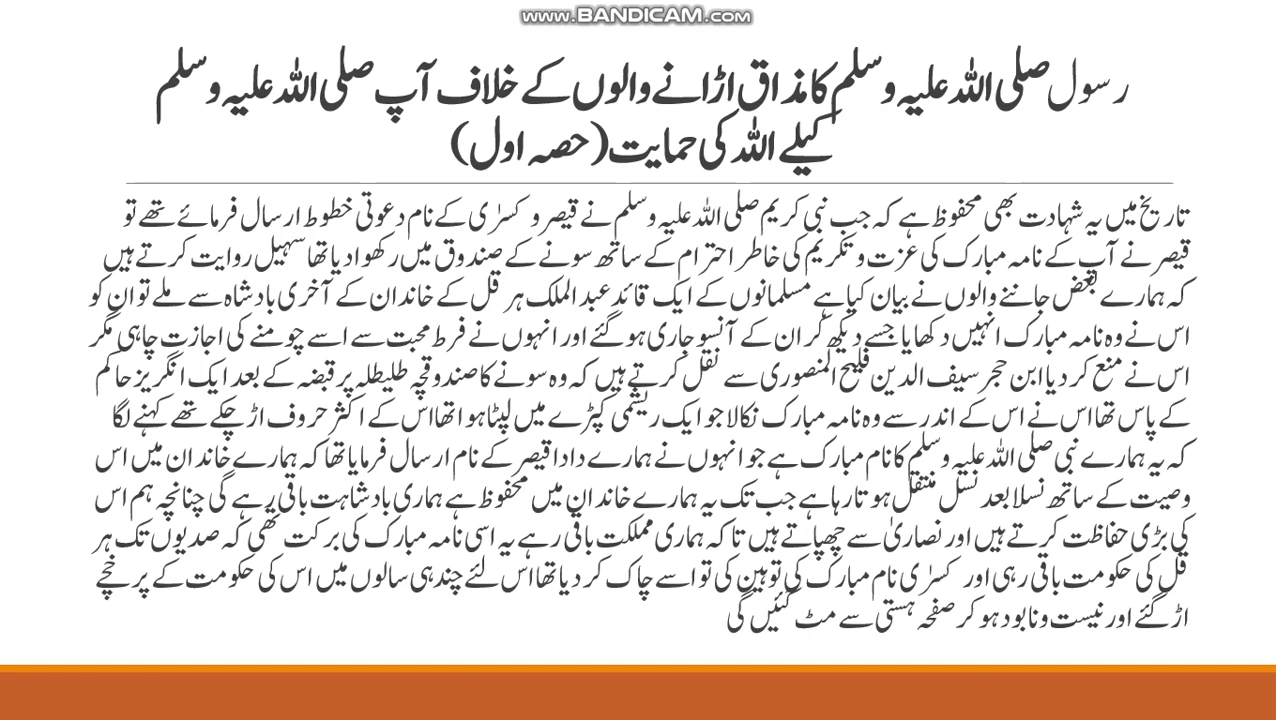 www.BANDICAM.com
رسول صلی اللہ علیہ وسلم کا مذاق اڑانے والوں کے خلاف آپ صلی اللہ علیہ وسلم
کیلے اللہ کی حمایت (حصہ اول)
تاریخ میں یہ شہادت بھی محفوظ ہے کہ جب نبی کریم صلی اللہ علیہ وسلم نے قیصر و کسرٰی کے نام دعوتی خطوط ارسال فرمائے تھے تو
قیصر نے آپ کے نامہ مبارک کی عزت و تکریم کی خاطر احترام کے ساتھ سونے کے صندوق میں رکھوا دیا تھا سہیل روایت کرتے ہیں
کہ ہمارے بعض جاننے والوں نے بیان کیا ہے مسلمانوں کے ایک قائد عبد الملک ہر قل کے خاندان کے آخری بادشاہ سے ملے تو ان کو
اس نے وہ نامہ مبارک انہیں دکھایا جسے دیکھ کر ان کے آنسو جاری ہو گئے اور انہوں نے فرط محبت سے اسے چومنے کی اجازت چاہی مگر
اس نے منع کر دیا ابن حجر سیف الدین فلیح المنصوری سے نقل کرتے ہیں کہ وہ سونے کا صندوقچہ طلیطلہ پر قبضہ کے بعد ایک انگریز حاکم
کے پاس تھا اس نے اس کے اندر سے وہ نامہ مبارک نکالا جو ایک ریشمی کپڑے میں لپٹا ہوا تھا اس کے اکثر حروف اڑ چکے تھے کہنے لگا
کہ یہ ہمارے نبی صلی اللہ علیہ وسلم کا نام مبارک ہے جو انہوں نے ہمارے دادا قیصر کے نام ارسال فرمایا تھا کہ ہمارے خاندان میں اس
وصیت کے ساتھ نسلا بعد نسل منتقل ہوتا رہا ہے جب تک یہ ہمارے خاندان میں محفوظ ہے ہماری بادشاہت باقی رہے گی چنانچہ ہم اس
کی بڑی حفاظت کرتے ہیں اور نصاریٰ سے چھپاتے ہیں تا کہ ہماری مملکت باقی رہے یہ اسی نامہ مبارک کی برکت تھی کہ صدیوں تک ہر
قل کی حکومت باقی رہی اور کسرٰی نام مبارک کی توہین کی تو اسے چاک کر دیا تھا اس لئے چند ہی سالوں میں اس کی حکومت کے پرخچے
اڑ گئے اور نیست و نابود ہو کر صفحہ ہستی سے مٹ گئیں گی